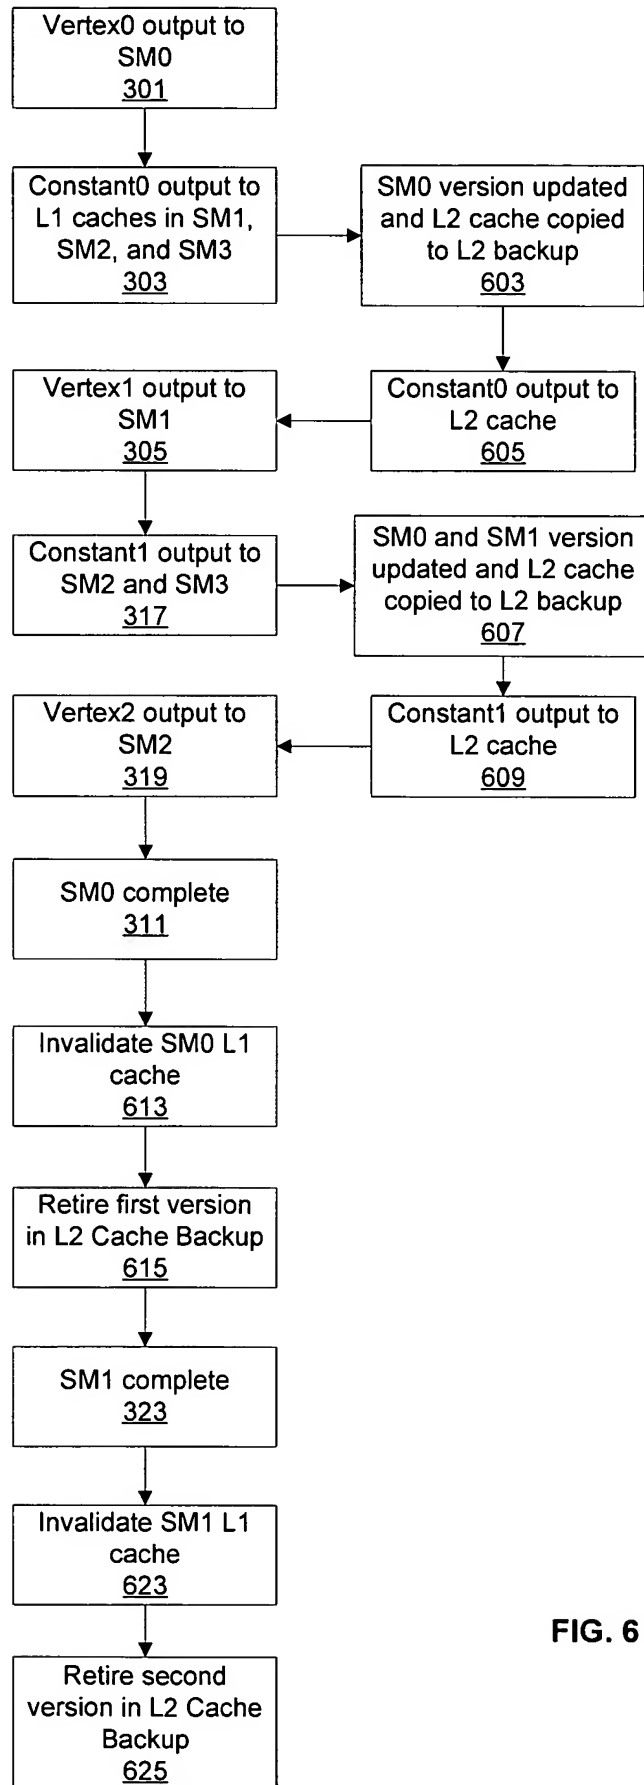 Vertex0 output to
SM0
301
Constant0 output to
L1 caches in SM1,
SM2, and SM3
303
SM0 version updated
and L2 cache copied
to L2 backup
603
Constant0 output to
L2 cache
605
Vertex1 output to
SM1
305
Constant1 output to
SM2 and SM3
317
SM0 and SM1 version
updated and L2 cache
copied to L2 backup
607
Constant1 output to
L2 cache
609
Vertex2 output to
SM2
319
SM0 complete
311
Invalidate SM0 L1
cache
613
Retire first version
in L2 Cache Backup
615
SM1 complete
323
Invalidate SM1 L1
cache
623
Retire second
version in L2 Cache
Backup
625
FIG. 6